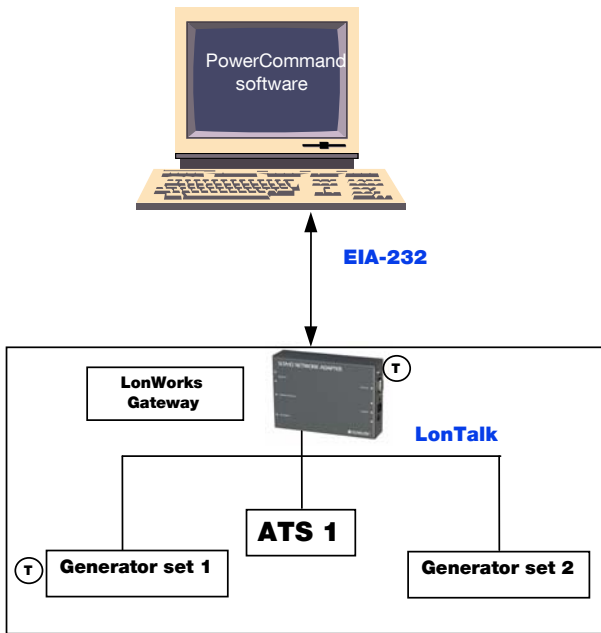 PowerCommand
software
EIA-232
T
LonWorks
Gateway
LonTalk
ATS 1
T
Generator set 1
Generator set 2